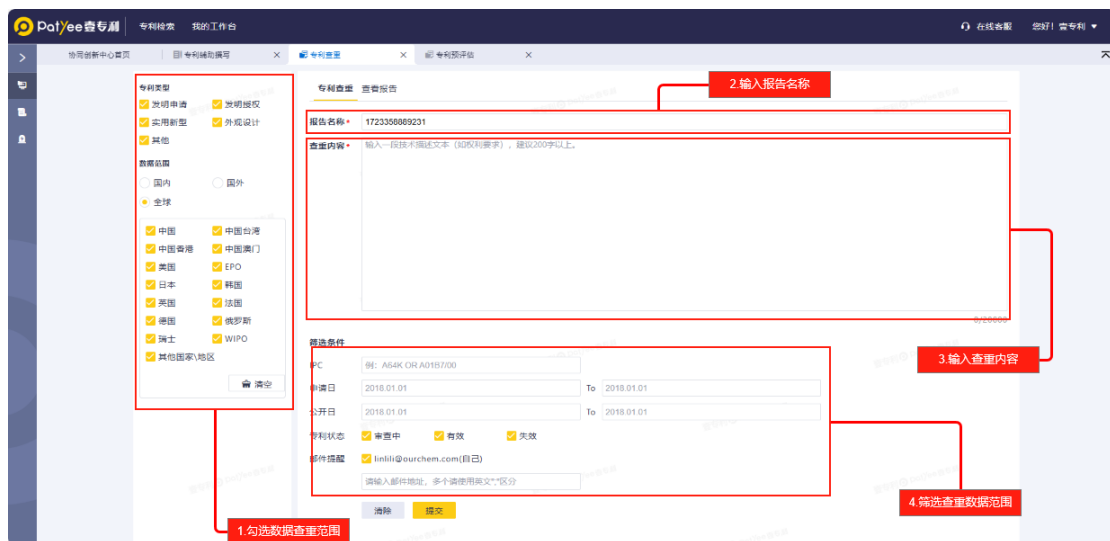 PatYee壹专利 专利检索 我的工作台 在线客服 您好！壹专利
协同创新中心首页 专利辅助撰写 × 专利查重 × 专利预评估 ×
专利类型
发明申请 发明授权
实用新型 外观设计
其他
数据范围
国内 国外
全球
中国 中国台湾
中国香港 中国澳门
美国 EPO
日本 韩国
英国 法国
德国 俄罗斯
瑞士 WIPO
其他国家\地区
清空
1.勾选数据查重范围
专利查重 查看报告
2.输入报告名称
报告名称* 1723358889231
查重内容* 输入一段技术描述文本（如权利要求），建议200字以上。
0/20000
3.输入查重内容
筛选条件
IPC 例：A64K OR A01B7/00
申请日 2018.01.01 To 2018.01.01
公开日 2018.01.01 To 2018.01.01
专利状态 审查中 有效 失效
邮件提醒 linlili@ourchem.com(自己)
请输入邮件地址，多个请使用英文","区分
4.筛选查重数据范围
清除 提交